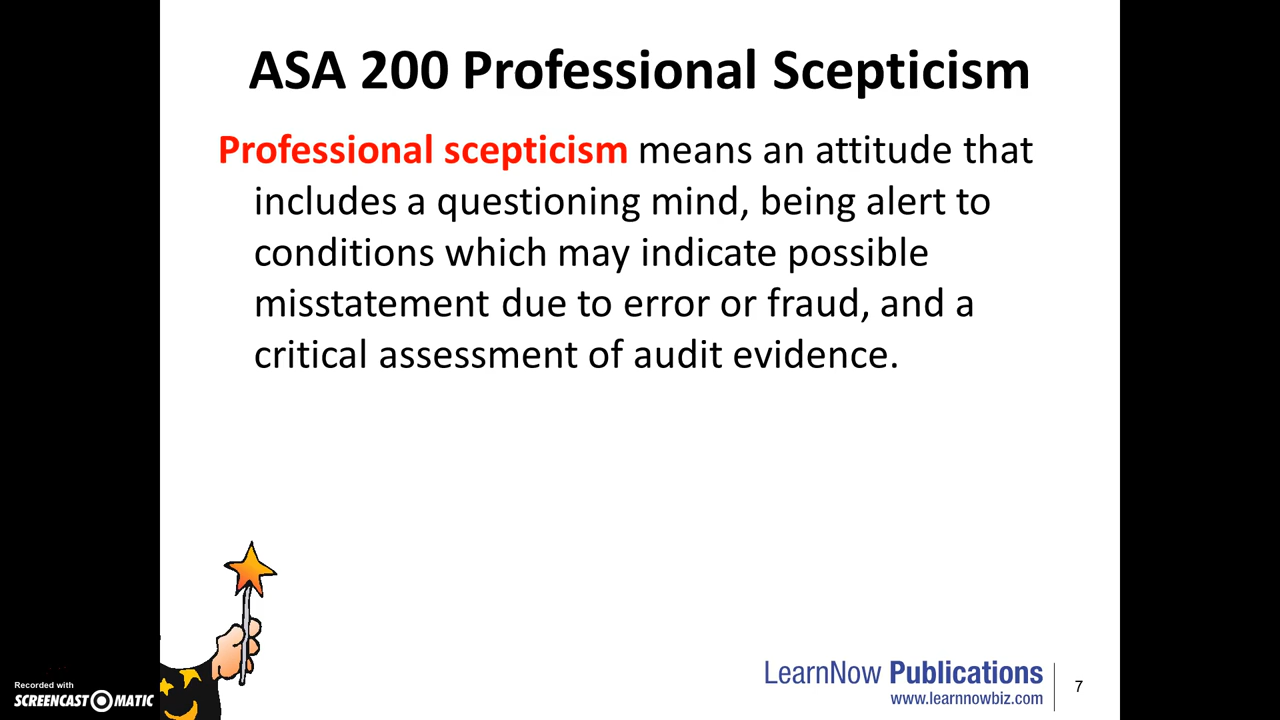 ASA 200 Professional Scepticism
Professional scepticism means an attitude that
includes a questioning mind, being alert to
conditions which may indicate possible
misstatement due to error or fraud, and a
critical assessment of audit evidence.
Recorded with
SCREENCAST O MATIC
LearnNow Publications
www.learnnowbiz.com
7